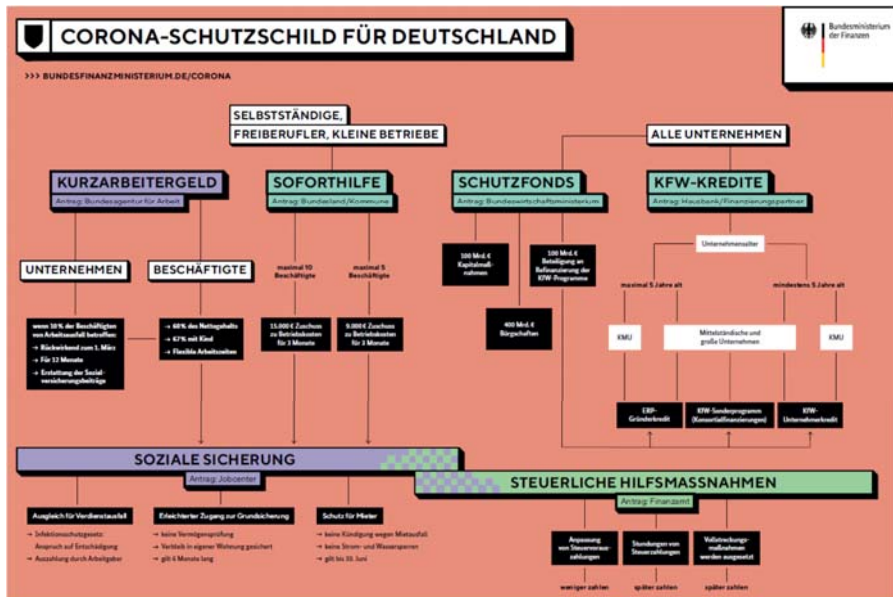 CORONA-SCHUTZSCHILD FÜR DEUTSCHLAND
Bundesministerium
der Finanzen
>>> BUNDESFINANZMINISTERIUM.DE/CORONA
SELBSTSTÄNDIGE,
FREIBERUFLER, KLEINE BETRIEBE
ALLE UNTERNEHMEN
KURZARBEITERGELD
Antrag: Bundesagentur für Arbeit
SOFORTHILFE
Antrag: Bundesland/Kommune
SCHUTZFONDS
Antrag: Bundeswirtschaftsministerium
KFW-KREDITE
Antrag: Hausbank/Finanzierungspartner
UNTERNEHMEN
BESCHÄFTIGTE
wenn 10 % der Beschäftigten
von Arbeitsausfall betroffen:
→ Rückwirkend zum 1. März
→ Für 12 Monate
→ Erstattung der Sozial-
versicherungsbeiträge
→ 60% des Nettogehalts
→ 67% mit Kind
→ Flexible Arbeitszeiten
maximal 10
Beschäftigte
maximal 5
Beschäftigte
15.000 € Zuschuss
zu Betriebskosten
für 3 Monate
9.000 € Zuschuss
zu Betriebskosten
für 3 Monate
100 Mrd. €
Kapitalmaß-
nahmen
100 Mrd. €
Beteiligung an
Refinanzierung der
KfW-Programme
400 Mrd. €
Bürgschaften
Unternehmensalter
maximal 5 Jahre alt
mindestens 5 Jahre alt
KMU
Mittelständische und
große Unternehmen
KMU
ERP-
Gründerkredit
KfW-Sonderprogramm
(Konsortialfinanzierungen)
KfW-
Unternehmerkredit
SOZIALE SICHERUNG
Antrag: Jobcenter
STEUERLICHE HILFSMASSNAHMEN
Antrag: Finanzamt
Ausgleich für Verdienstausfall
→ Infektionsschutzgesetz:
Anspruch auf Entschädigung
→ Auszahlung durch Arbeitgeber
Erleichterter Zugang zur Grundsicherung
→ keine Vermögensprüfung
→ Verbleib in eigener Wohnung gesichert
→ gilt 6 Monate lang
Schutz für Mieter
→ keine Kündigung wegen Mietausfall
→ keine Strom- und Wassersperren
→ gilt bis 30. Juni
Anpassung
von Steuervoraus-
zahlungen
Stundungen von
Steuerzahlungen
Vollstreckungs-
maßnahmen
werden ausgesetzt
weniger zahlen
später zahlen
später zahlen